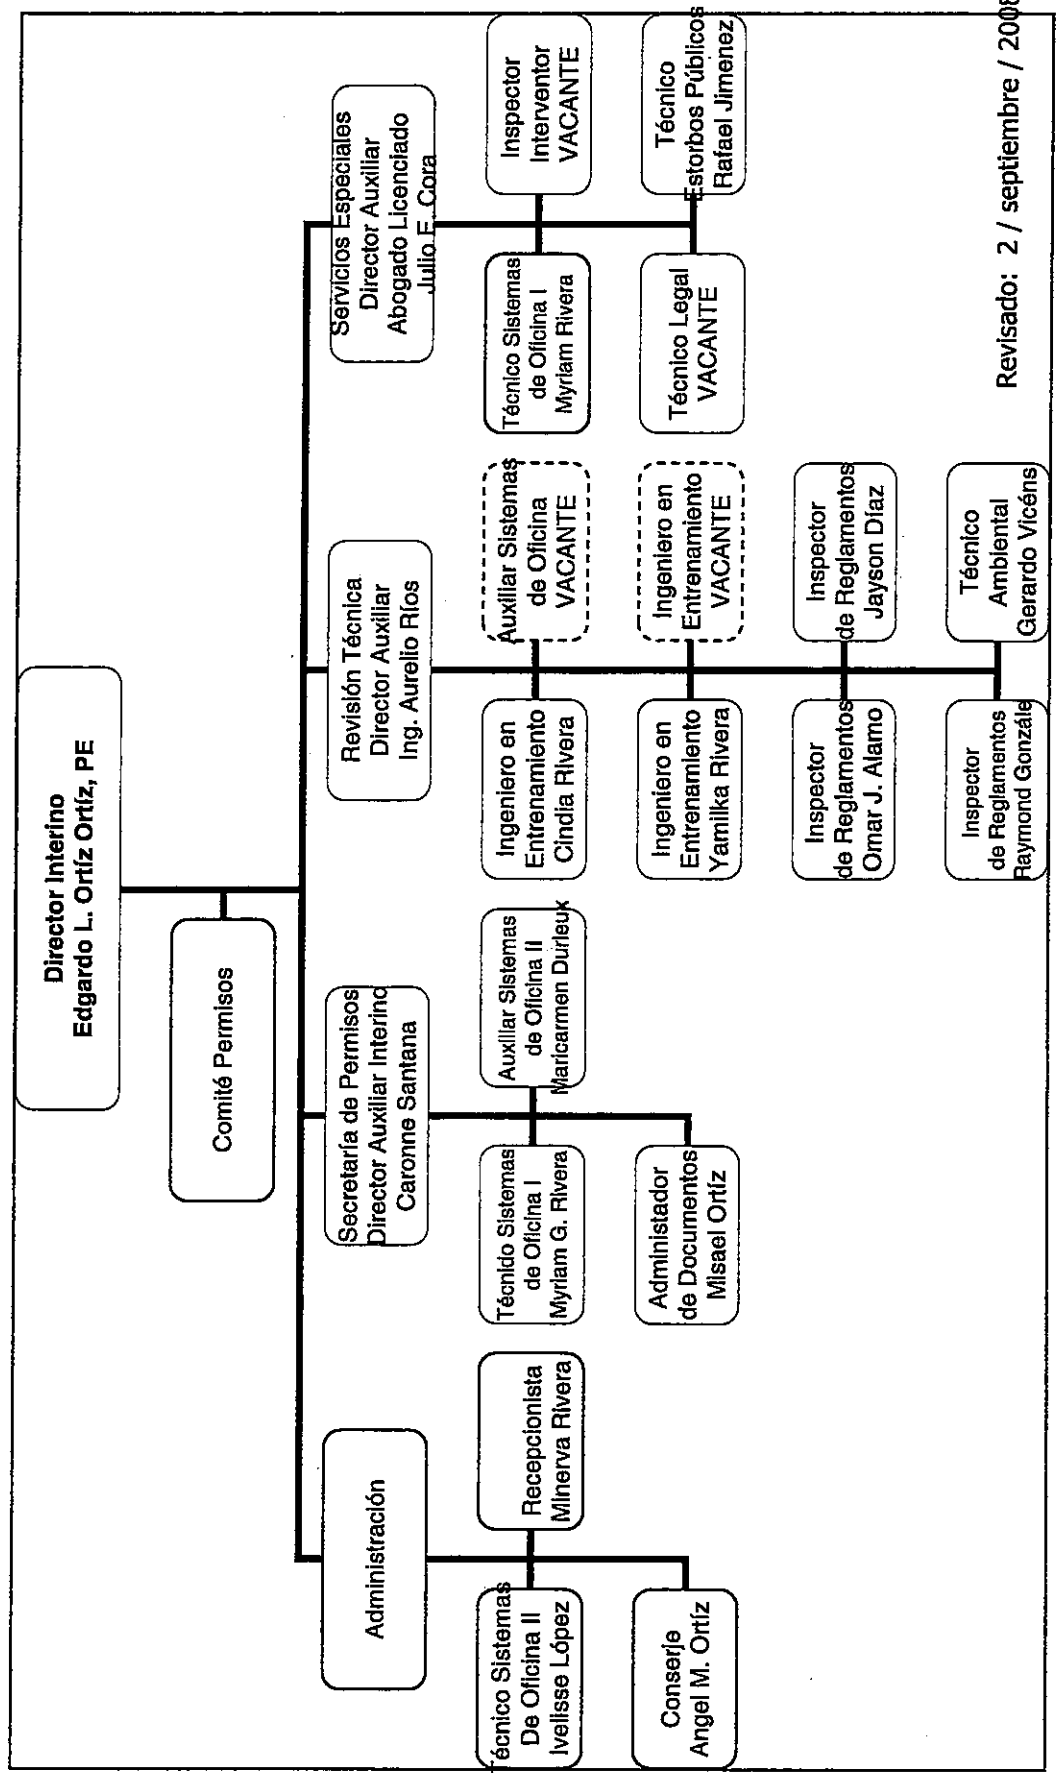 Director Interino
Edgardo L. Ortíz Ortíz, PE
Comité Permisos
Administración
Técnico Sistemas
De Oficina II
Ivelisse López
Recepcionista
Minerva Rivera
Conserje
Angel M. Ortíz
Secretaría de Permisos
Director Auxiliar Interino
Caronne Santana
Técnido Sistemas
de Oficina I
Myriam G. Rivera
Auxiliar Sistemas
de Oficina II
Maricarmen Durieux
Administador
de Documentos
Misael Ortíz
Revisión Técnica
Director Auxiliar
Ing. Aurelio Ríos
Ingeniero en
Entrenamiento
Cindia Rivera
Auxiliar Sistemas
de Oficina
VACANTE
Ingeniero en
Entrenamiento
Yamilka Rivera
Ingeniero en
Entrenamiento
VACANTE
Inspector
de Reglamentos
Omar J. Alamo
Inspector
de Reglamentos
Jayson Díaz
Inspector
de Reglamentos
Raymond Gonzále
Técnico
Ambiental
Gerardo Vicéns
Servicios Especiales
Director Auxiliar
Abogado Licenciado
Julio E. Cora
Técnico Sistemas
de Oficina I
Myriam Rivera
Inspector
Interventor
VACANTE
Técnico Legal
VACANTE
Técnico
Estorbos Públicos
Rafael Jimenez
Revisado: 2 / septiembre / 2008